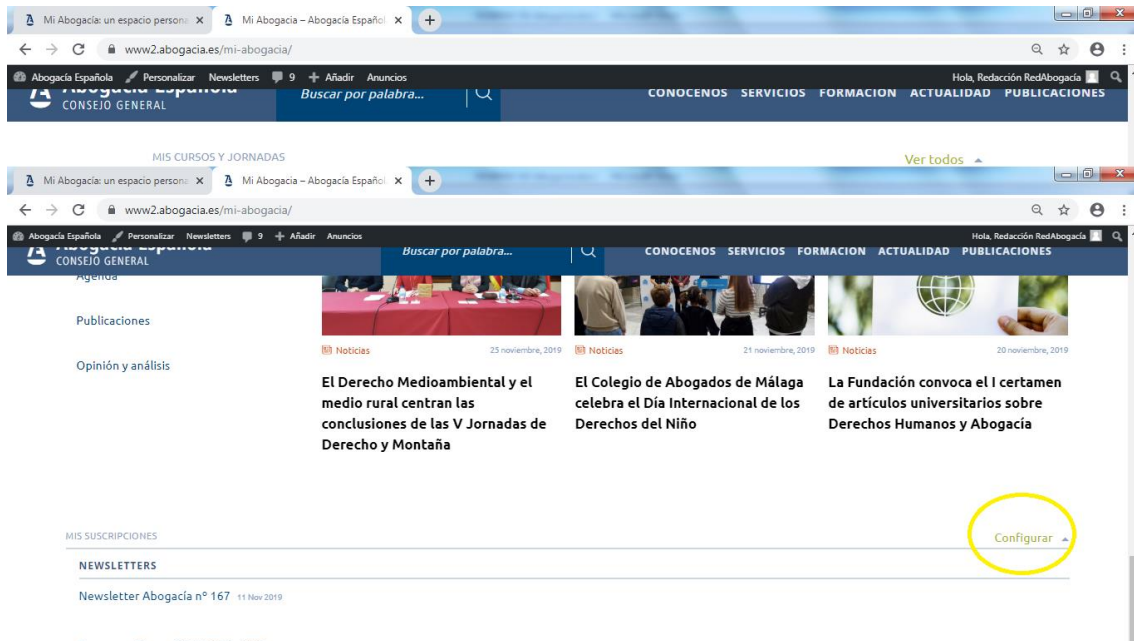 Mi Abogacía: un espacio persona
Mi Abogacia – Abogacía Español
www2.abogacia.es/mi-abogacia/
Abogacía Española Personalizar Newsletters 9 Añadir Anuncios Hola, Redacción RedAbogacía
Abogacía Española
CONSEJO GENERAL
Buscar por palabra...
CONOCENOS SERVICIOS FORMACION ACTUALIDAD PUBLICACIONES
MIS CURSOS Y JORNADAS
Ver todos
Mi Abogacía: un espacio persona
Mi Abogacia – Abogacía Español
www2.abogacia.es/mi-abogacia/
Abogacía Española Personalizar Newsletters 9 Añadir Anuncios Hola, Redacción RedAbogacía
Abogacía Española
CONSEJO GENERAL
Buscar por palabra...
CONOCENOS SERVICIOS FORMACION ACTUALIDAD PUBLICACIONES
Agenda
Publicaciones
Opinión y análisis
Noticias 25 noviembre, 2019
El Derecho Medioambiental y el
medio rural centran las
conclusiones de las V Jornadas de
Derecho y Montaña
Noticias 21 noviembre, 2019
El Colegio de Abogados de Málaga
celebra el Día Internacional de los
Derechos del Niño
Noticias 20 noviembre, 2019
La Fundación convoca el I certamen
de artículos universitarios sobre
Derechos Humanos y Abogacía
MIS SUSCRIPCIONES
Configurar
NEWSLETTERS
Newsletter Abogacía nº 167 11 Nov 2019